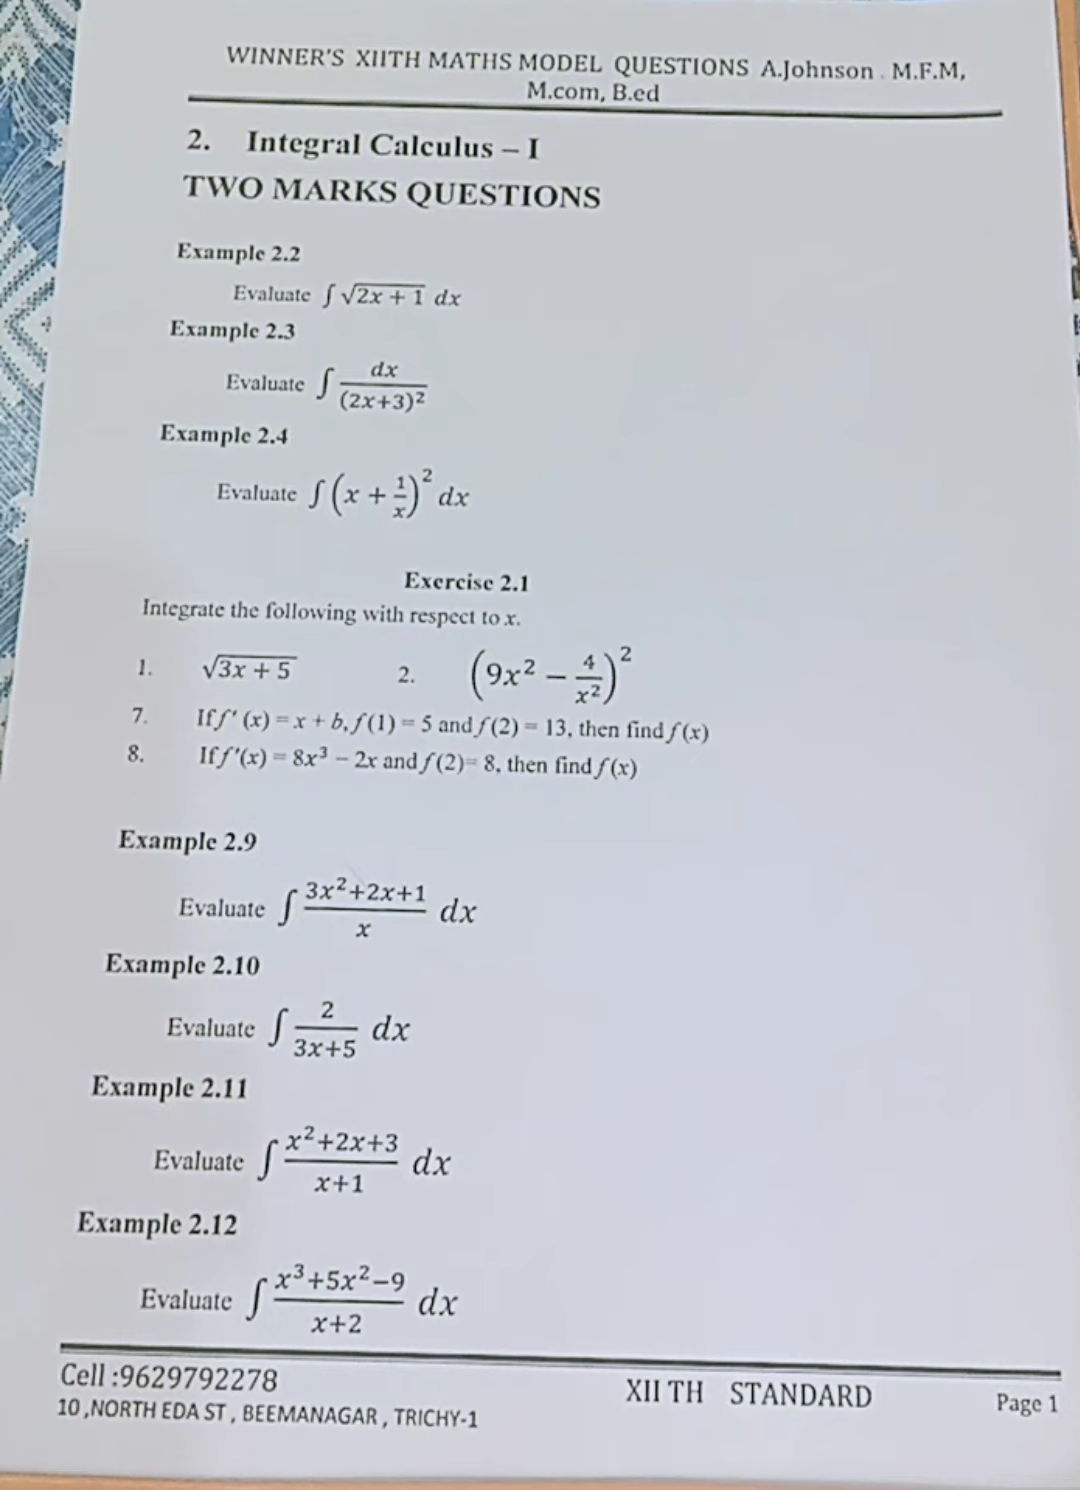 WINNER'S XIITH MATHS MODEL QUESTIONS A.Johnson . M.F.M,
M.com, B.ed
2. Integral Calculus – I
TWO MARKS QUESTIONS
Example 2.2
Evaluate ∫ √(2x + 1) dx
Example 2.3
Evaluate ∫ dx/(2x+3)²
Example 2.4
Evaluate ∫ (x + 1/x)² dx
Exercise 2.1
Integrate the following with respect to x.
1. √(3x + 5) 2. (9x² − 4/x²)²
7. If f' (x) = x + b, f (1) = 5 and f (2) = 13, then find f (x)
8. If f'(x) = 8x³ − 2x and f (2)= 8, then find f (x)
Example 2.9
Evaluate ∫ (3x²+2x+1)/x dx
Example 2.10
Evaluate ∫ 2/(3x+5) dx
Example 2.11
Evaluate ∫ (x²+2x+3)/(x+1) dx
Example 2.12
Evaluate ∫ (x³+5x²−9)/(x+2) dx
Cell :9629792278
XII TH STANDARD Page 1
10 ,NORTH EDA ST , BEEMANAGAR , TRICHY-1